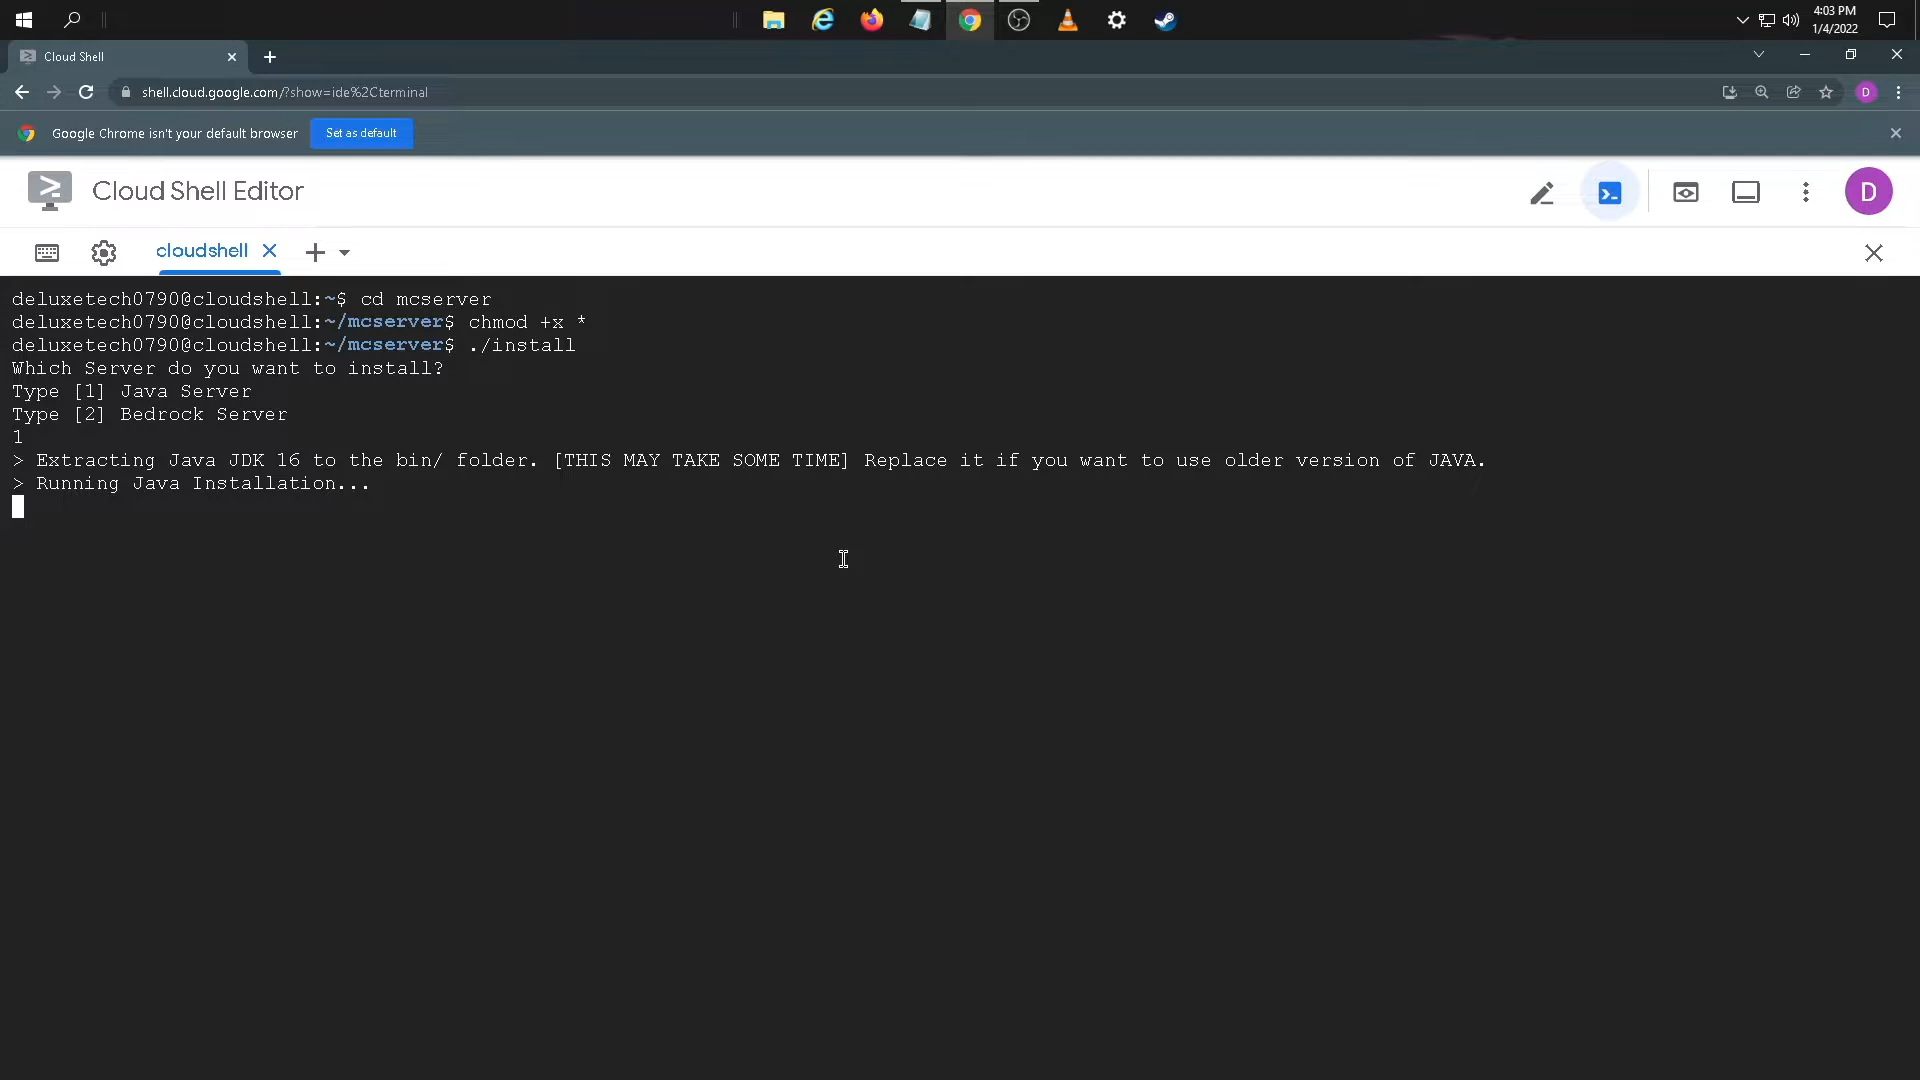 4:03 PM
1/4/2022
Cloud Shell
shell.cloud.google.com/?show=ide%2Cterminal
D
Google Chrome isn't your default browser
Set as default
Cloud Shell Editor
D
cloudshell
deluxetech0790@cloudshell:~$ cd mcserver
deluxetech0790@cloudshell:~/mcserver$ chmod +x *
deluxetech0790@cloudshell:~/mcserver$ ./install
Which Server do you want to install?
Type [1] Java Server
Type [2] Bedrock Server
1
> Extracting Java JDK 16 to the bin/ folder. [THIS MAY TAKE SOME TIME] Replace it if you want to use older version of JAVA.
> Running Java Installation...